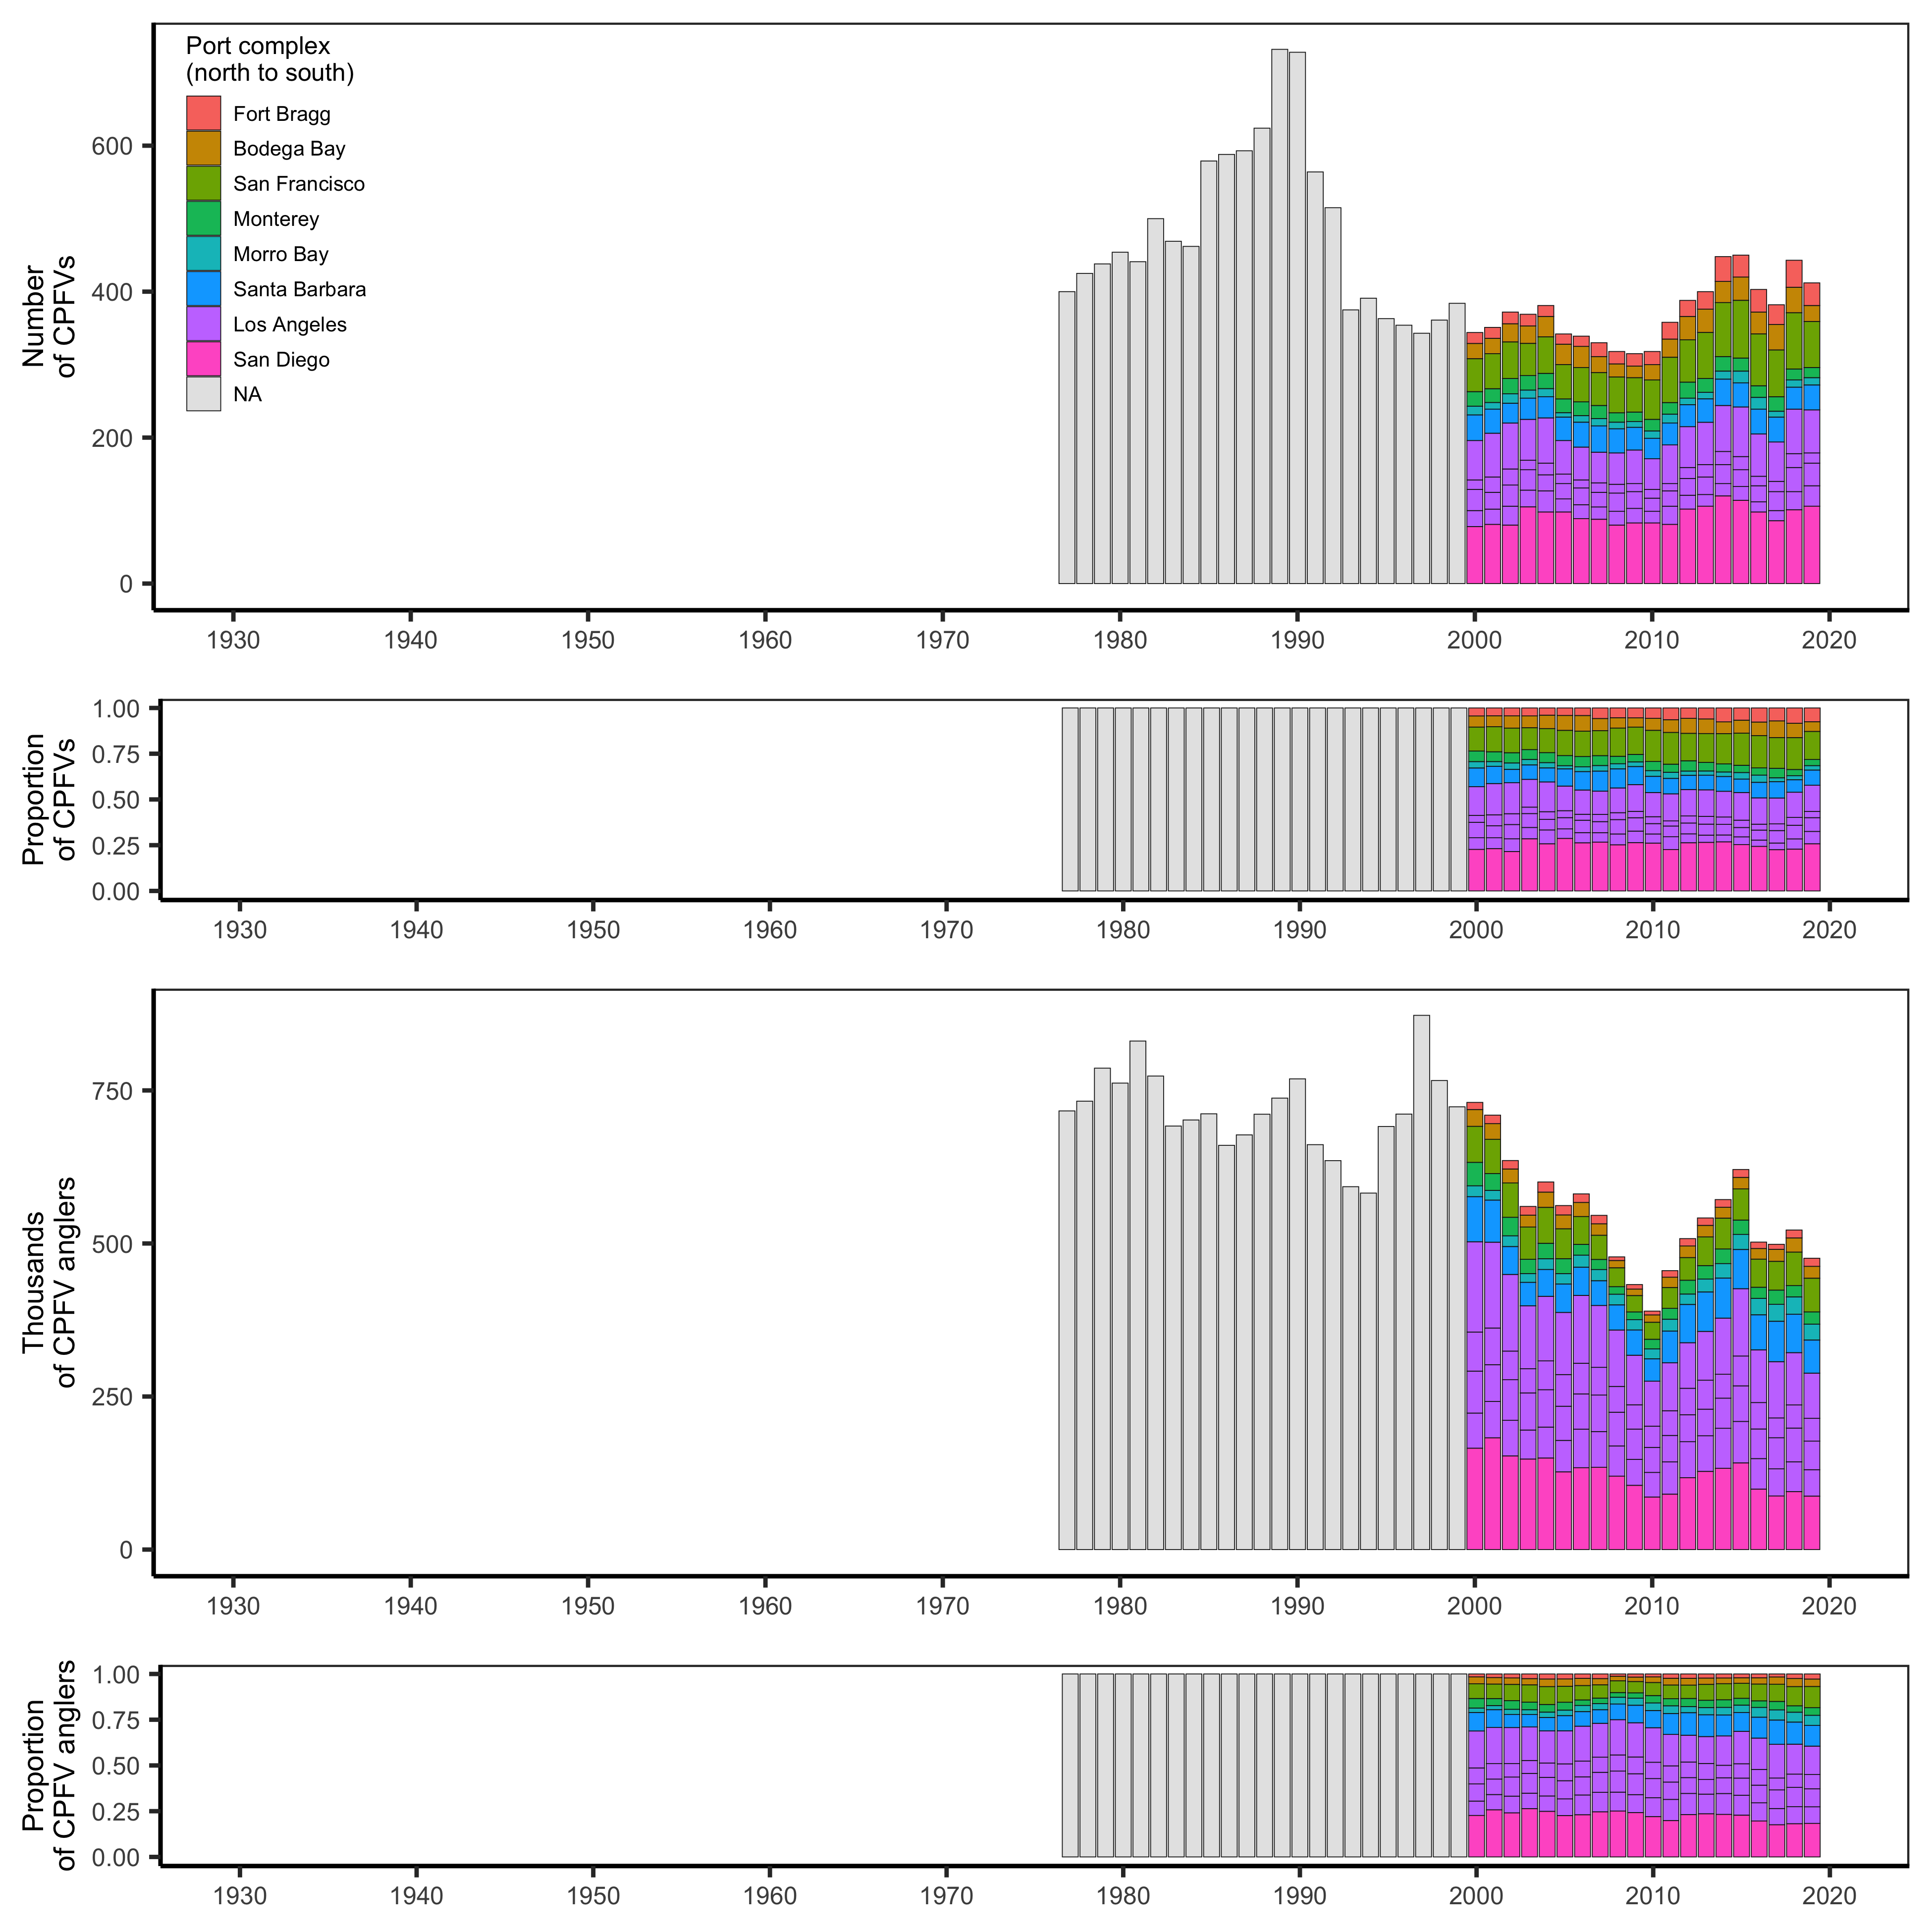 Port complex
(north to south)
Fort Bragg
Bodega Bay
San Francisco
Monterey
Morro Bay
Santa Barbara
Los Angeles
San Diego
NA
Number
of CPFVs
600
400
200
0
1930 1940 1950 1960 1970 1980 1990 2000 2010 2020
Proportion
of CPFVs
1.00
0.75
0.50
0.25
0.00
1930 1940 1950 1960 1970 1980 1990 2000 2010 2020
Thousands
of CPFV anglers
750
500
250
0
1930 1940 1950 1960 1970 1980 1990 2000 2010 2020
Proportion
of CPFV anglers
1.00
0.75
0.50
0.25
0.00
1930 1940 1950 1960 1970 1980 1990 2000 2010 2020